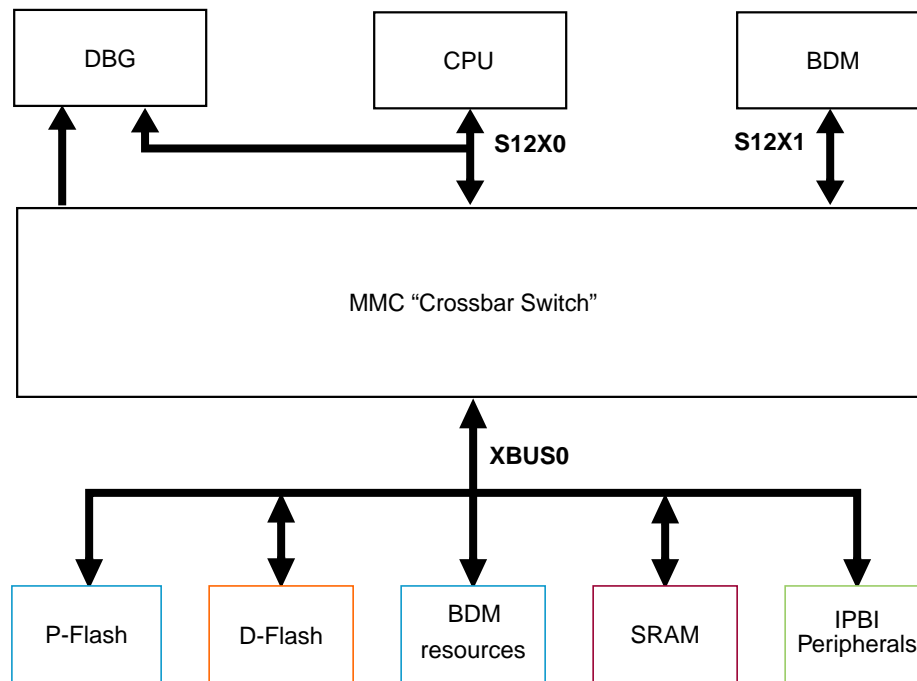 DBG
CPU
BDM
S12X0
S12X1
MMC “Crossbar Switch”
XBUS0
P-Flash
D-Flash
BDM
resources
SRAM
IPBI
Peripherals